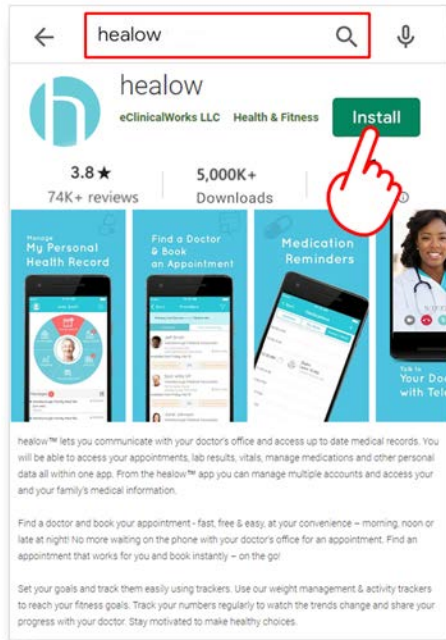 healow
healow
eClinicalWorks LLC Health & Fitness
Install
3.8 ★
5,000K+
74K+ reviews
Downloads
Manage
My Personal
Health Record
Find a Doctor
& Book
an Appointment
Medication
Reminders
Talk to
Your Do
with Tel
healow™ lets you communicate with your doctor's office and access up to date medical records. You
will be able to access your appointments, lab results, vitals, manage medications and other personal
data all within one app. From the healow™ app you can manage multiple accounts and access your
and your family's medical information.
Find a doctor and book your appointment - fast, free & easy, at your convenience – morning, noon or
late at night! No more waiting on the phone with your doctor's office for an appointment. Find an
appointment that works for you and book instantly – on the go!
Set your goals and track them easily using trackers. Use our weight management & activity trackers
to reach your fitness goals. Track your numbers regularly to watch the trends change and share your
progress with your doctor. Stay motivated to make healthy choices.